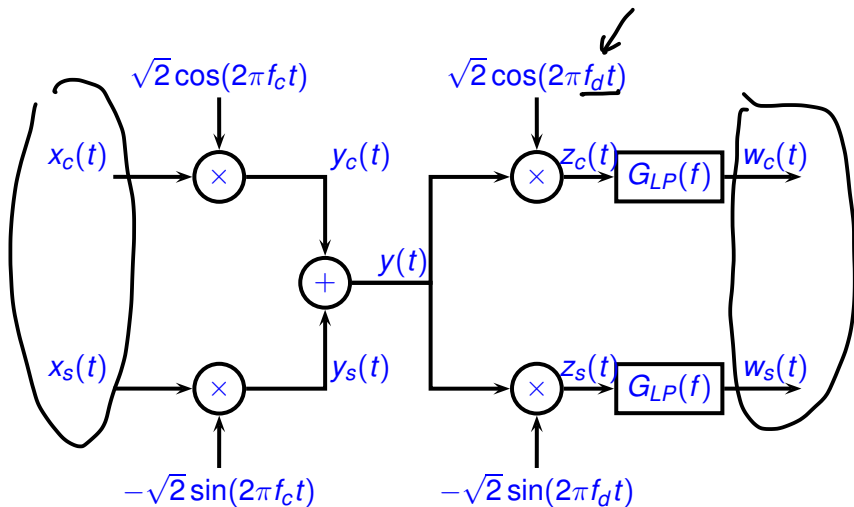 √2 cos(2πf_c t)
√2 cos(2πf_d t)
x_c(t)
×
y_c(t)
×
z_c(t)
G_LP(f)
w_c(t)
+
y(t)
x_s(t)
×
y_s(t)
×
z_s(t)
G_LP(f)
w_s(t)
−√2 sin(2πf_c t)
−√2 sin(2πf_d t)